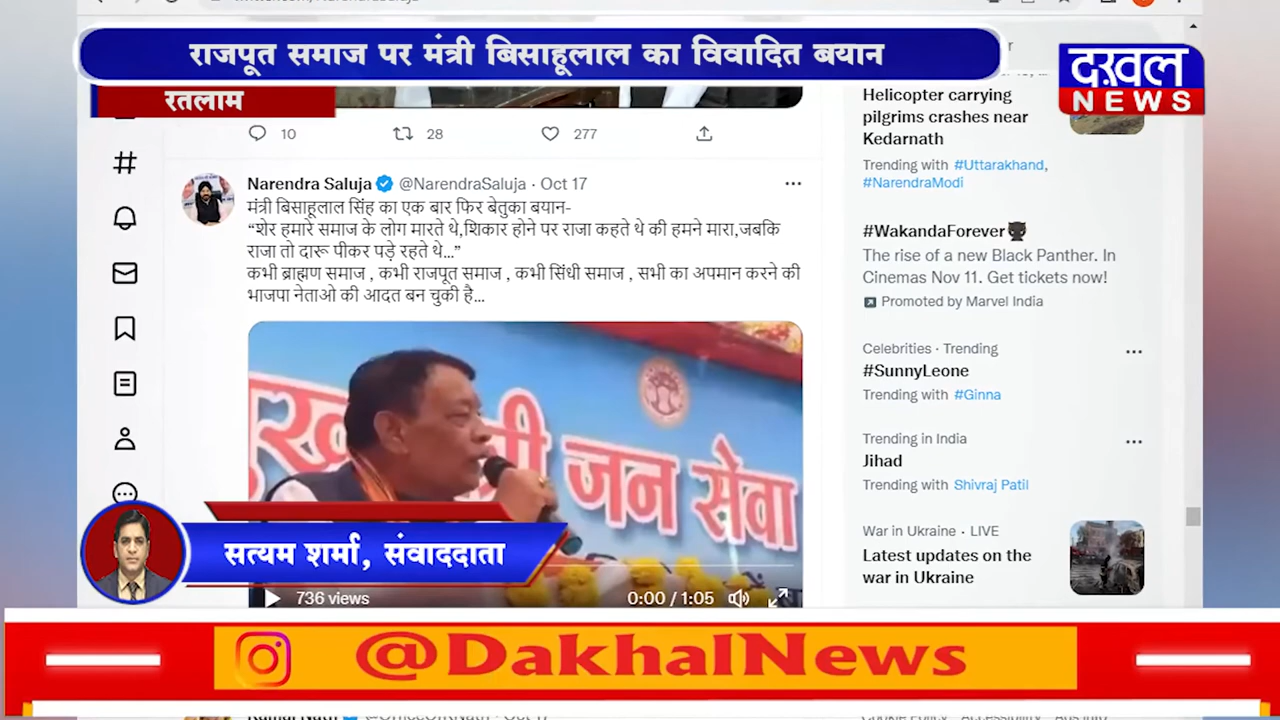 राजपूत समाज पर मंत्री बिसाहूलाल का विवादित बयान
रतलाम
दख़ल
NEWS
10
28
277
Narendra Saluja @NarendraSaluja · Oct 17
मंत्री बिसाहूलाल सिंह का एक बार फिर बेतुका बयान-
“शेर हमारे समाज के लोग मारते थे,शिकार होने पर राजा कहते थे की हमने मारा,जबकि
राजा तो दारू पीकर पड़े रहते थे...”
कभी ब्राह्मण समाज , कभी राजपूत समाज , कभी सिंधी समाज , सभी का अपमान करने की
भाजपा नेताओ की आदत बन चुकी है...
जन सेवा
736 views
0:00 / 1:05
Helicopter carrying
pilgrims crashes near
Kedarnath
Trending with #Uttarakhand,
#NarendraModi
#WakandaForever
The rise of a new Black Panther. In
Cinemas Nov 11. Get tickets now!
Promoted by Marvel India
Celebrities · Trending
#SunnyLeone
Trending with #Ginna
Trending in India
Jihad
Trending with Shivraj Patil
War in Ukraine · LIVE
Latest updates on the
war in Ukraine
सत्यम शर्मा, संवाददाता
@DakhalNews